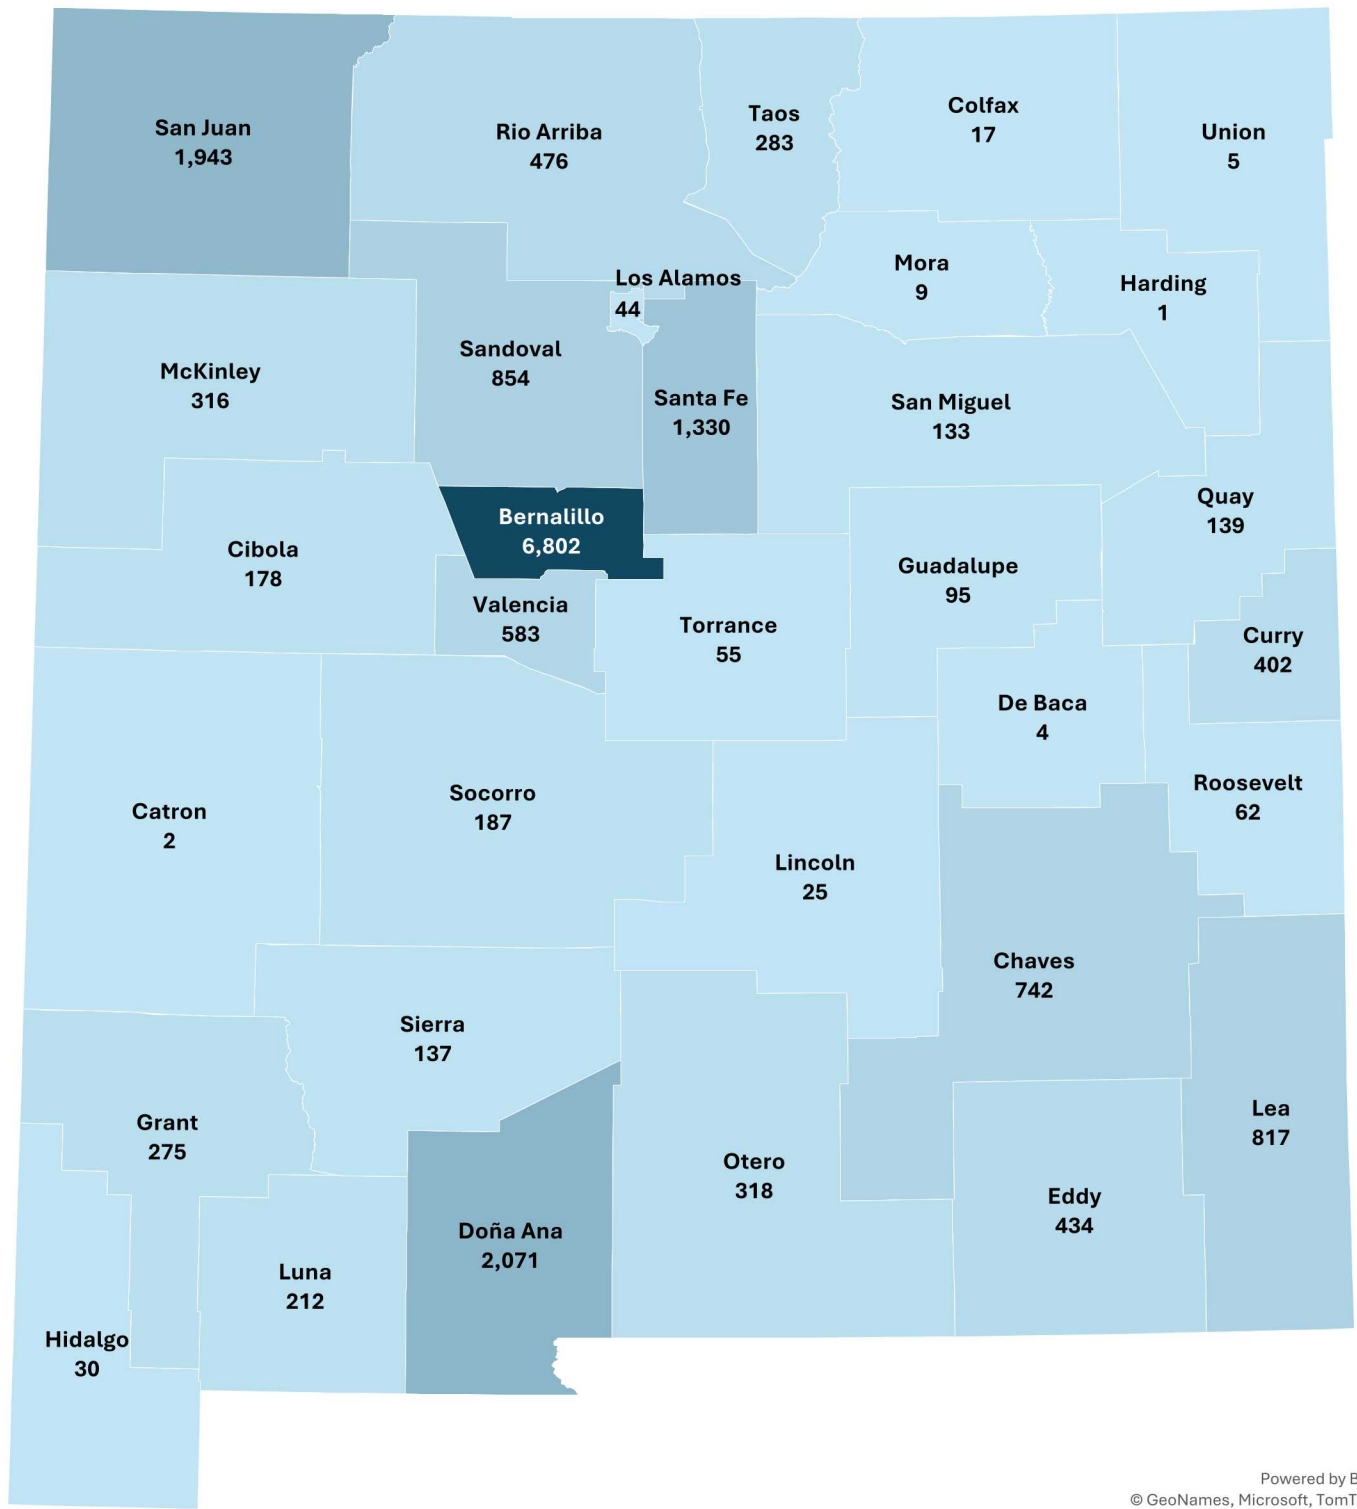 San Juan
1,943
Rio Arriba
476
Taos
283
Colfax
17
Union
5
Los Alamos
44
Mora
9
Harding
1
McKinley
316
Sandoval
854
Santa Fe
1,330
San Miguel
133
Quay
139
Bernalillo
6,802
Cibola
178
Guadalupe
95
Valencia
583
Torrance
55
Curry
402
De Baca
4
Roosevelt
62
Catron
2
Socorro
187
Lincoln
25
Chaves
742
Sierra
137
Grant
275
Lea
817
Otero
318
Eddy
434
Doña Ana
2,071
Luna
212
Hidalgo
30
Powered by B
© GeoNames, Microsoft, TomT